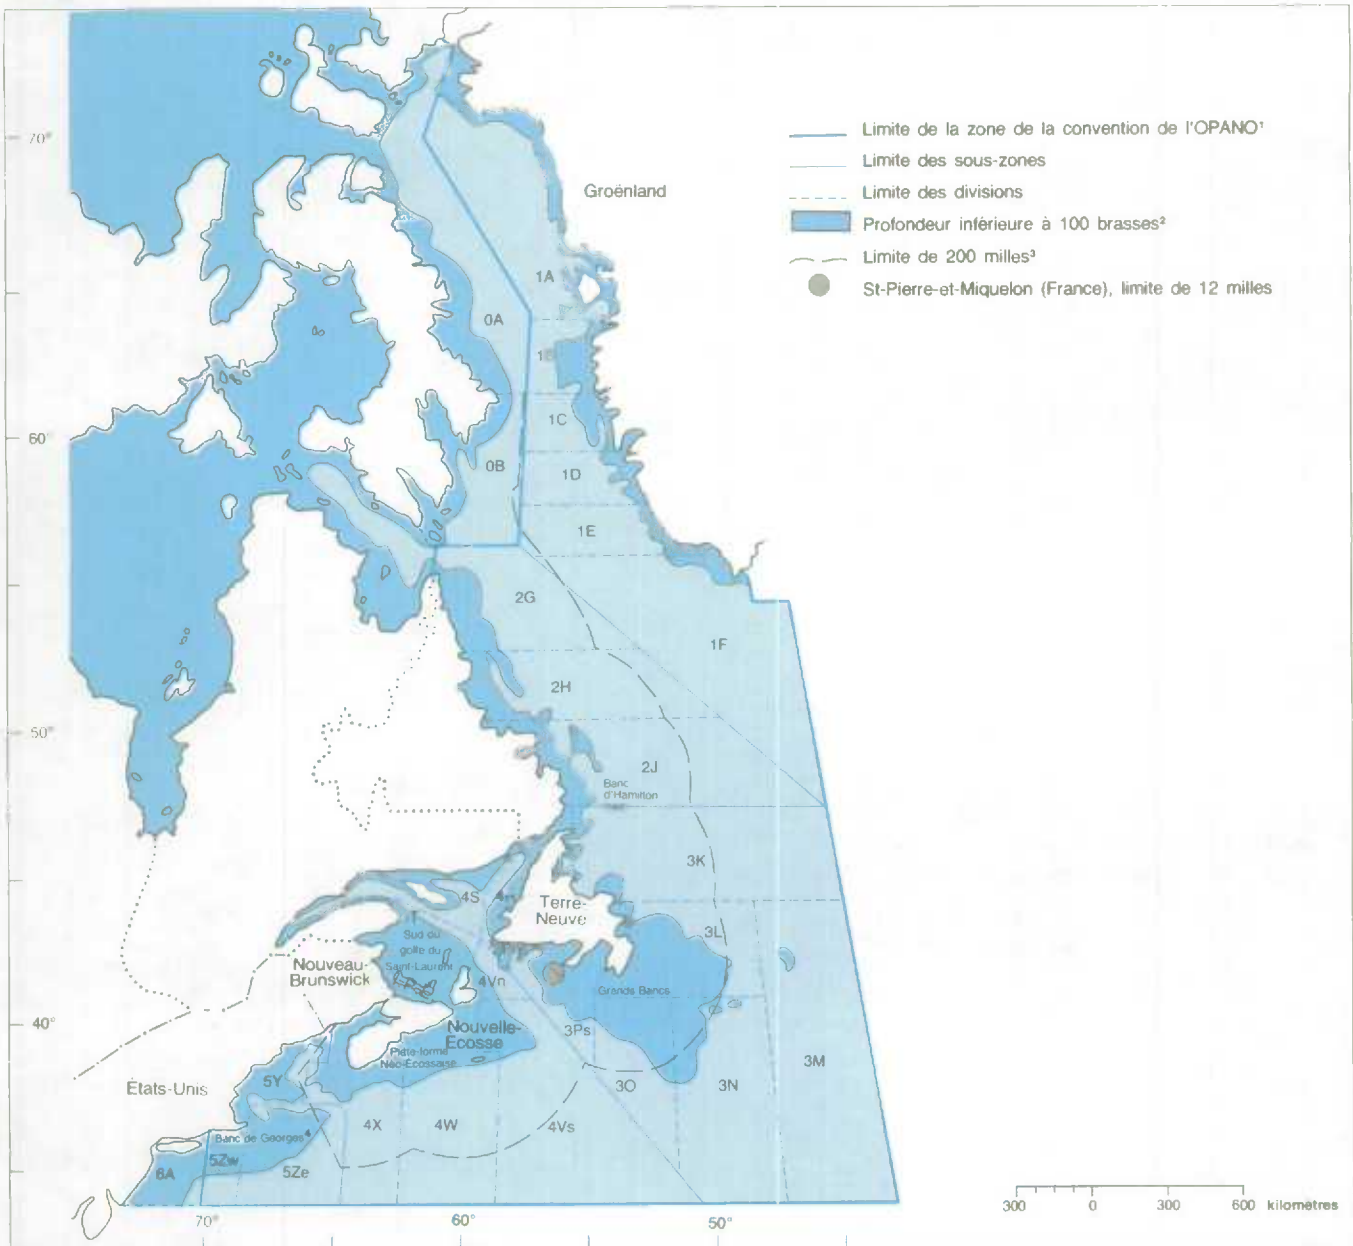 70°
60°
50°
40°
Limite de la zone de la convention de l'OPANO¹
Limite des sous-zones
Limite des divisions
Profondeur inférieure à 100 brasses²
Limite de 200 milles³
St-Pierre-et-Miquelon (France), limite de 12 milles
Groënland
1A
0A
1B
1C
0B
1D
1E
2G
1F
2H
2J
Banc
d'Hamilton
3K
4S
Terre-
Neuve
3L
Sud du
golfe du
Saint-Laurent
Nouveau-
Brunswick
4Vn
Grands Bancs
Nouvelle-
Écosse
3Ps
Plate-forme
Néo-Écossaise
3M
États-Unis
5Y
3O
3N
4X
4W
4Vs
Banc de Georges⁴
5Zw
6A
5Ze
300 0 300 600 kilomètres
70° 60° 50°